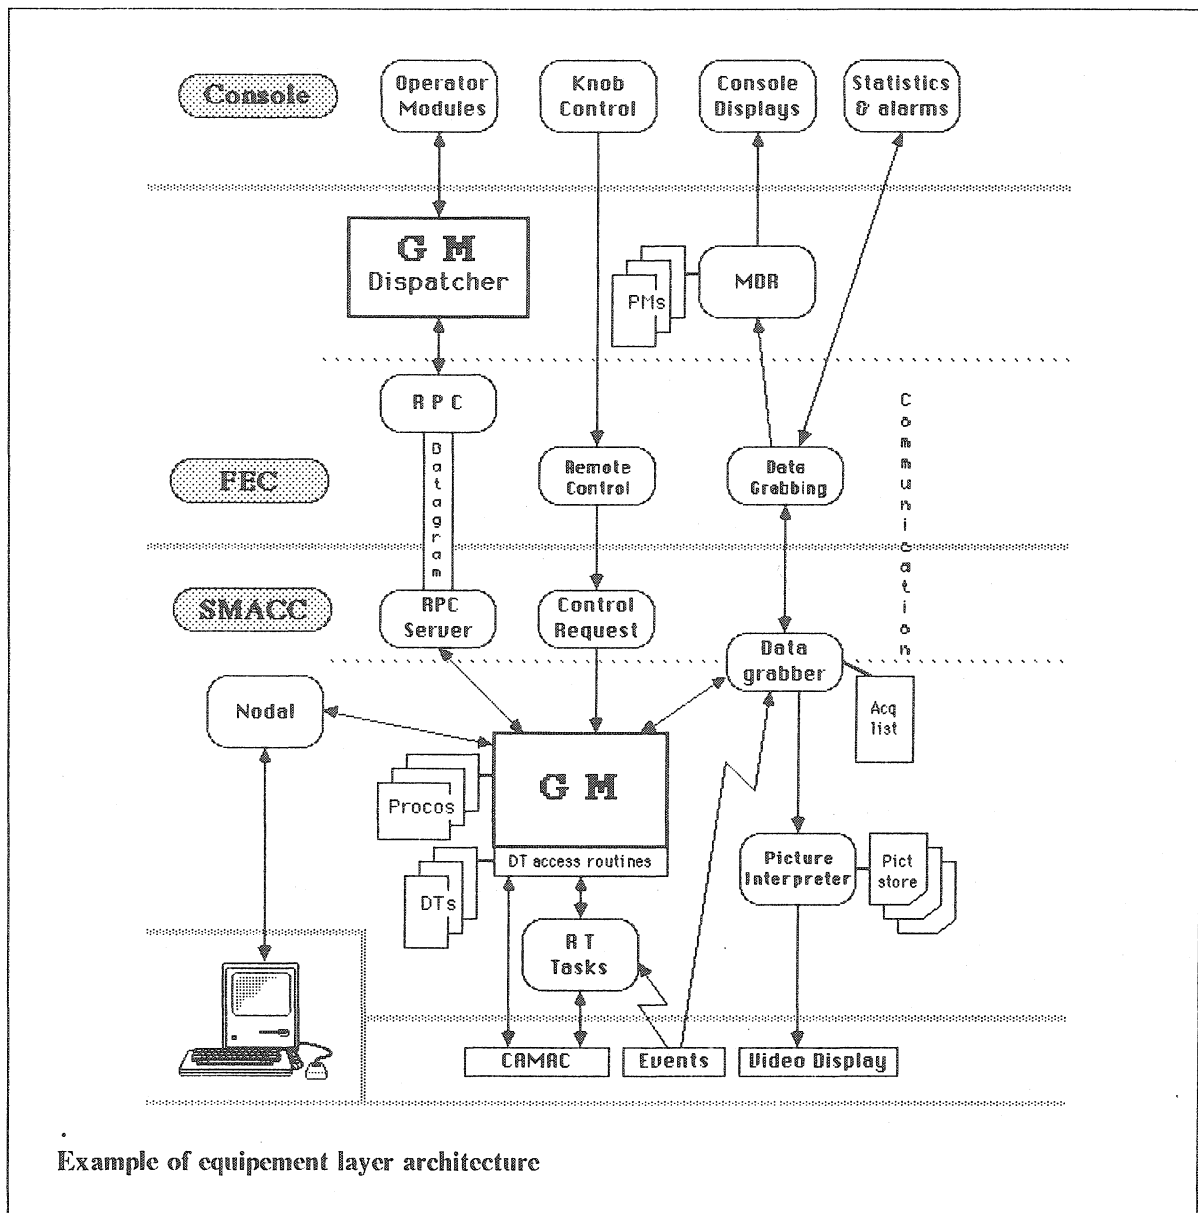 Console
Operator
Modules
Knob
Control
Console
Displays
Statistics
& alarms
G M
Dispatcher
PMs
MDR
R P C
Datagram
Communication
FEC
Remote
Control
Data
Grabbing
SMACC
RPC
Server
Control
Request
Data
grabber
Acq
list
Nodal
G M
Procos
DT access routines
DTs
Picture
Interpreter
Pict
store
R T
Tasks
CAMAC
Events
Video Display
Example of equipement layer architecture